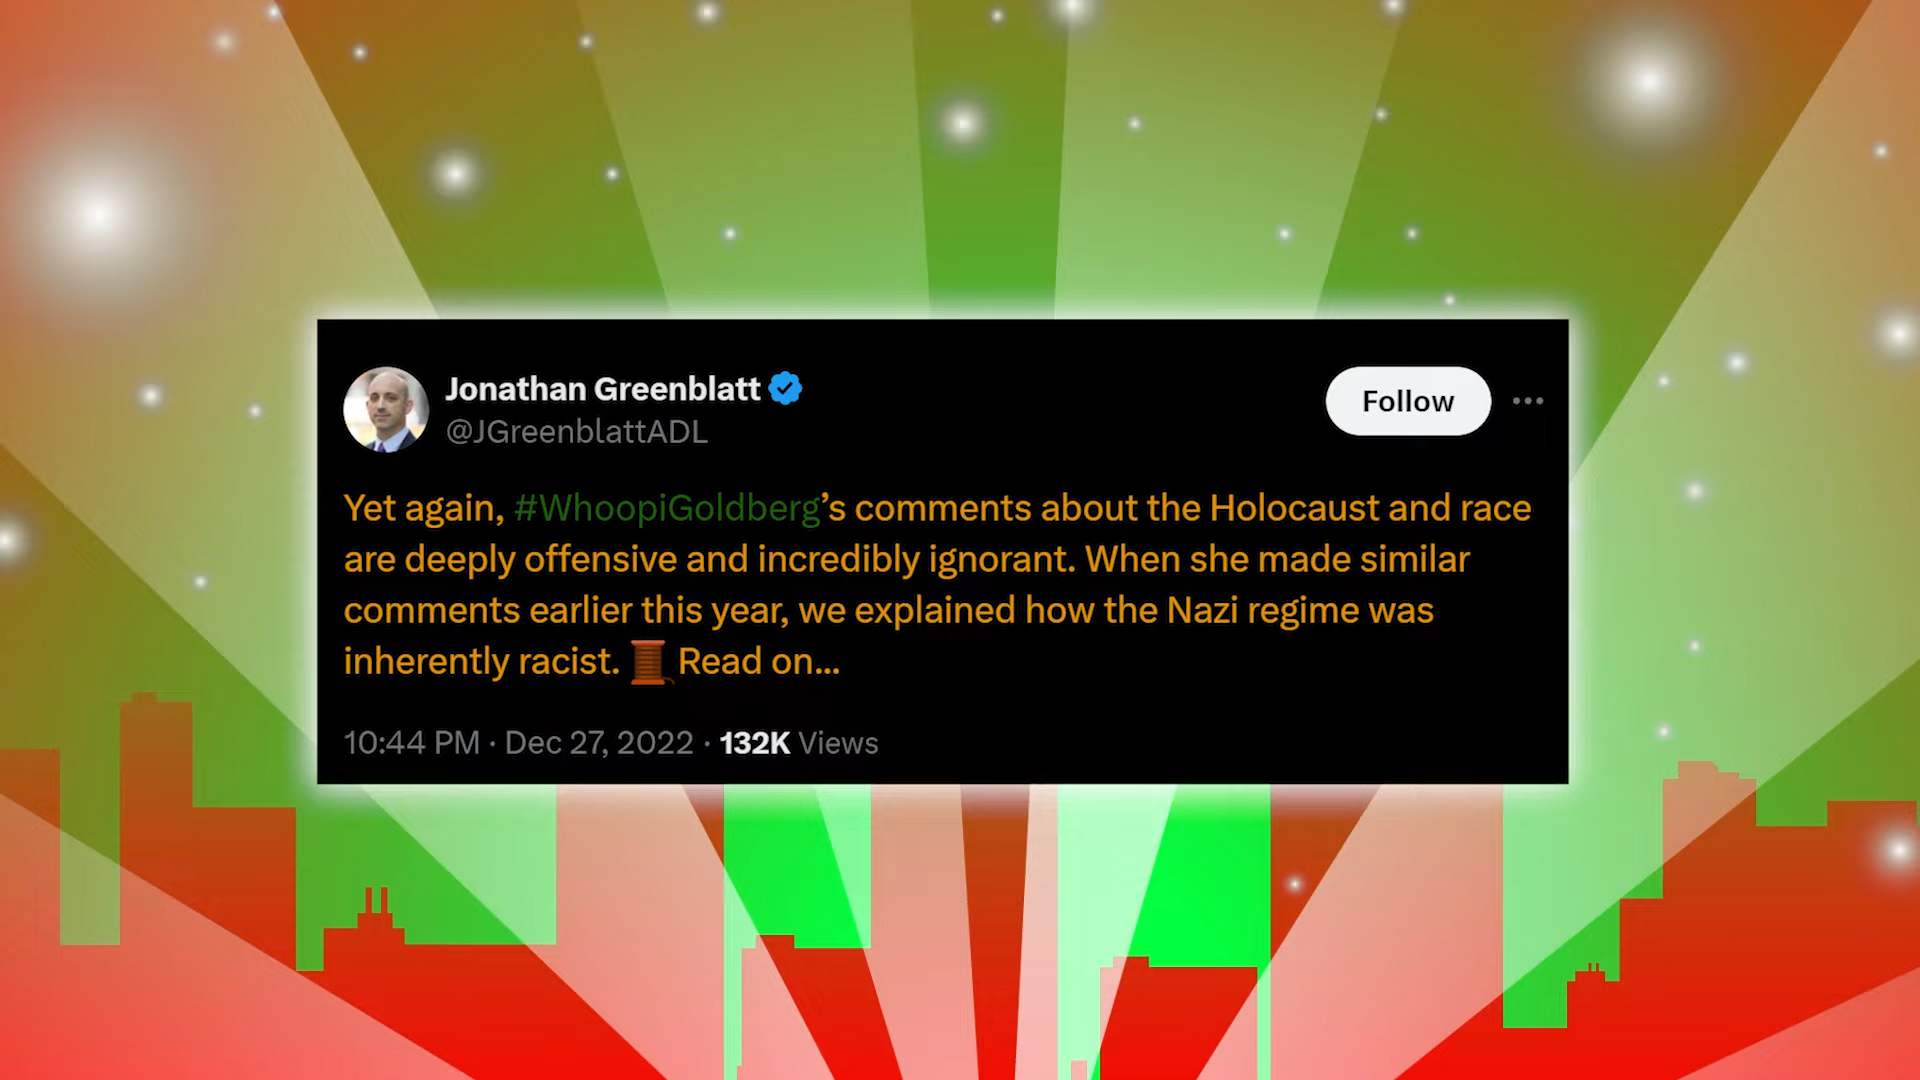 Jonathan Greenblatt
@JGreenblattADL
Follow
Yet again, #WhoopiGoldberg’s comments about the Holocaust and race
are deeply offensive and incredibly ignorant. When she made similar
comments earlier this year, we explained how the Nazi regime was
inherently racist. 🧵 Read on...
10:44 PM · Dec 27, 2022 · 132K Views